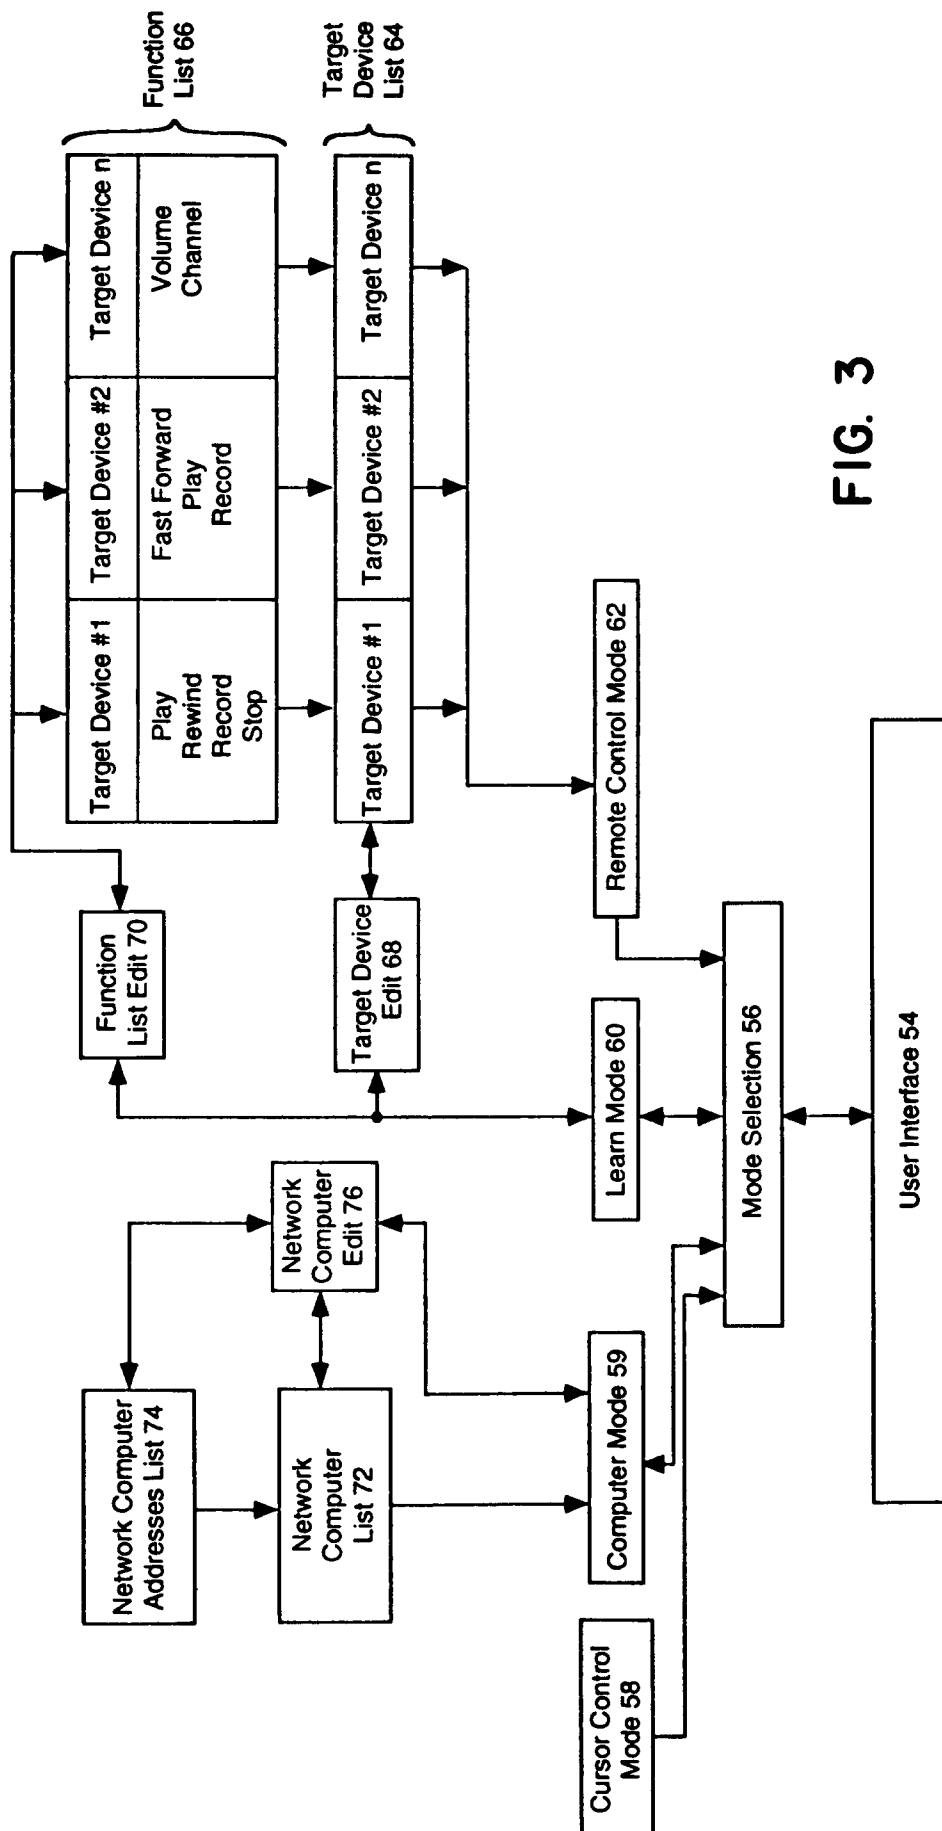 Function
List 66
Target Device #1
Target Device #2
Target Device n
Play
Rewind
Record
Stop
Fast Forward
Play
Record
Volume
Channel
Target
Device
List 64
Target Device #1
Target Device #2
Target Device n
Function
List Edit 70
Target Device
Edit 68
Network Computer
Addresses List 74
Network
Computer
Edit 76
Network
Computer
List 72
Cursor Control
Mode 58
Computer Mode 59
Learn Mode 60
Remote Control Mode 62
Mode Selection 56
User Interface 54
FIG. 3